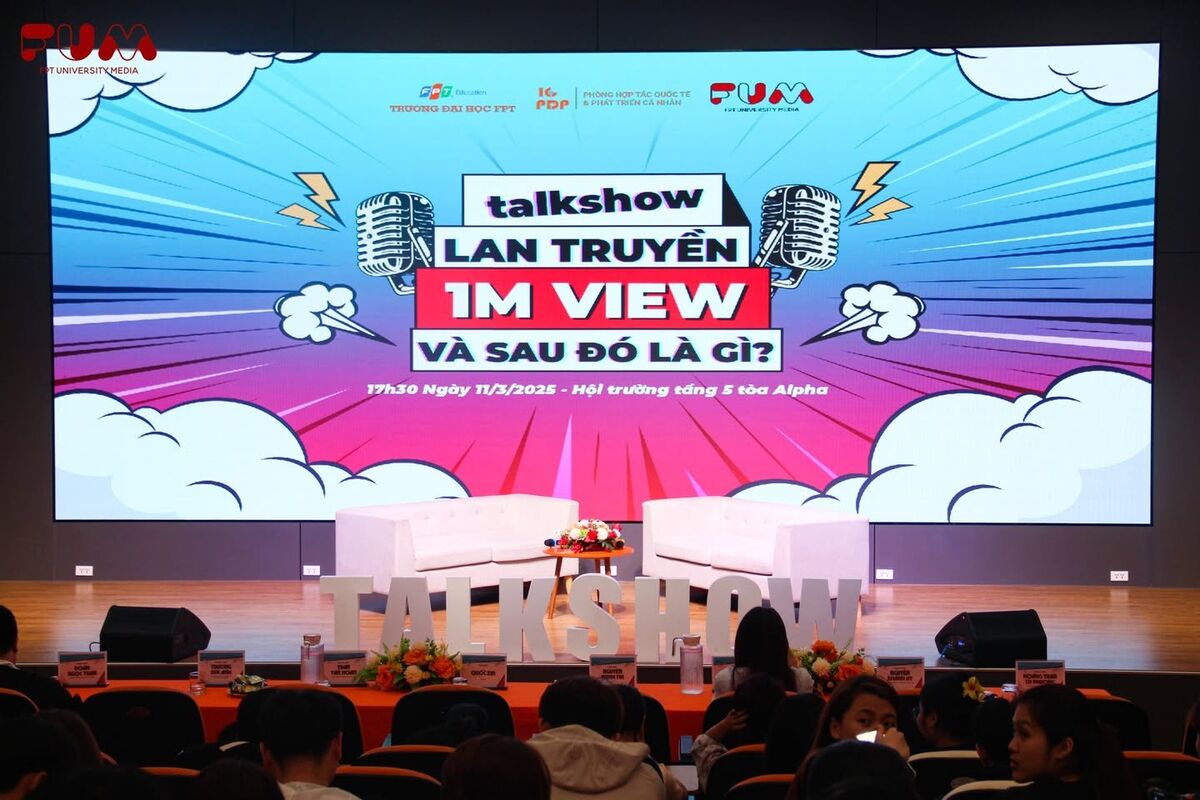 FUM
FPT UNIVERSITY MEDIA
FPT Education
TRƯỜNG ĐẠI HỌC FPT
IC PDP
PHÒNG HỢP TÁC QUỐC TẾ
& PHÁT TRIỂN CÁ NHÂN
FUM
FPT UNIVERSITY MEDIA
talkshow
LAN TRUYỀN
1M VIEW
VÀ SAU ĐÓ LÀ GÌ?
17h30 Ngày 11/3/2025 - Hội trường tầng 5 tòa Alpha
TALKSHOW